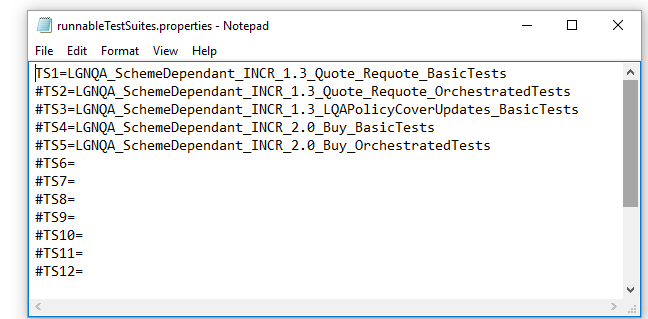 runnableTestSuites.properties - Notepad
File Edit Format View Help
TS1=LGNQA_SchemeDependant_INCR_1.3_Quote_Requote_BasicTests
#TS2=LGNQA_SchemeDependant_INCR_1.3_Quote_Requote_OrchestratedTests
#TS3=LGNQA_SchemeDependant_INCR_1.3_LQAPolicyCoverUpdates_BasicTests
#TS4=LGNQA_SchemeDependant_INCR_2.0_Buy_BasicTests
#TS5=LGNQA_SchemeDependant_INCR_2.0_Buy_OrchestratedTests
#TS6=
#TS7=
#TS8=
#TS9=
#TS10=
#TS11=
#TS12=